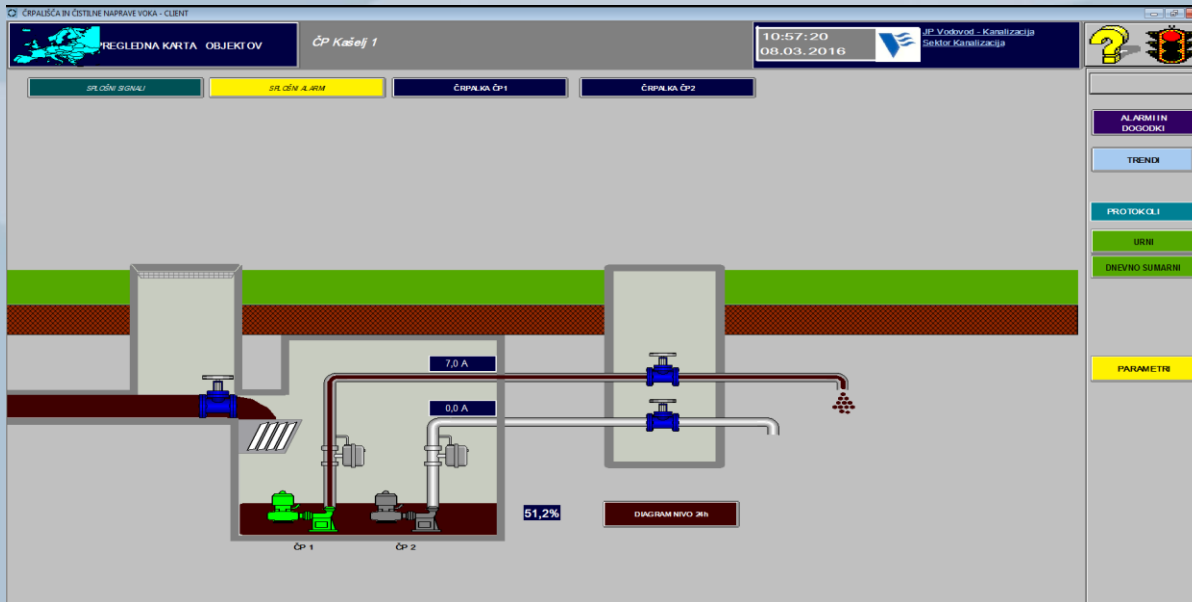 ČRPALIŠČA IN ČISTILNE NAPRAVE VOKA - CLIENT
PREGLEDNA KARTA OBJEKTOV
ČP Kašelj 1
10:57:20
08.03.2016
JP Vodovod - Kanalizacija
Sektor Kanalizacija
SPLOŠNI SIGNALI
SPLOŠNI ALARMI
ČRPALKA ČP1
ČRPALKA ČP2
ALARMI IN
DOGODKI
TRENDI
PROTOKOLI
URNI
DNEVNO SUMARNI
PARAMETRI
7,0 A
0,0 A
51,2%
DIAGRAM NIVO 24h
ČP 1
ČP 2